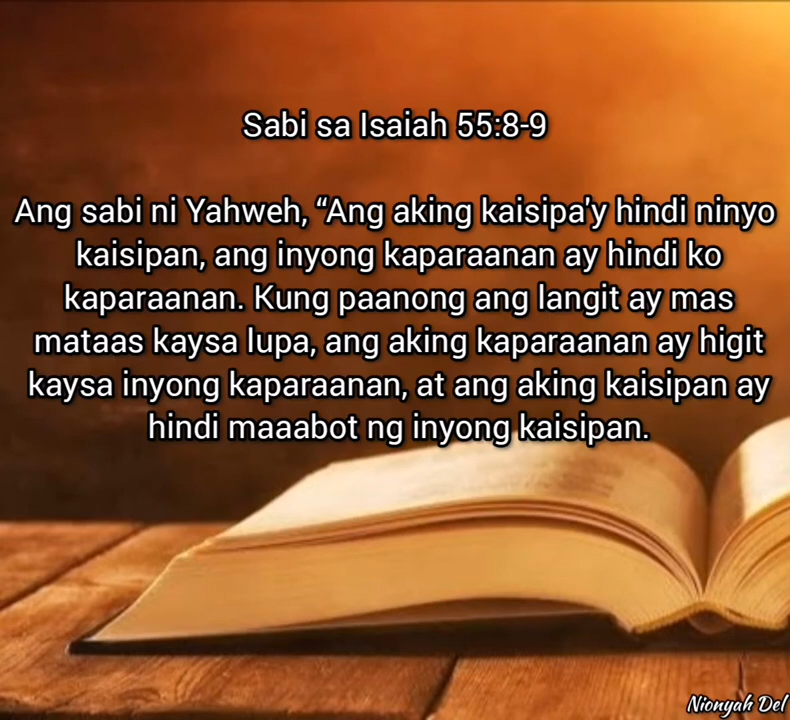 Sabi sa Isaiah 55:8-9
Ang sabi ni Yahweh, “Ang aking kaisipa'y hindi ninyo
kaisipan, ang inyong kaparaanan ay hindi ko
kaparaanan. Kung paanong ang langit ay mas
mataas kaysa lupa, ang aking kaparaanan ay higit
kaysa inyong kaparaanan, at ang aking kaisipan ay
hindi maaabot ng inyong kaisipan.
Nionyah Del